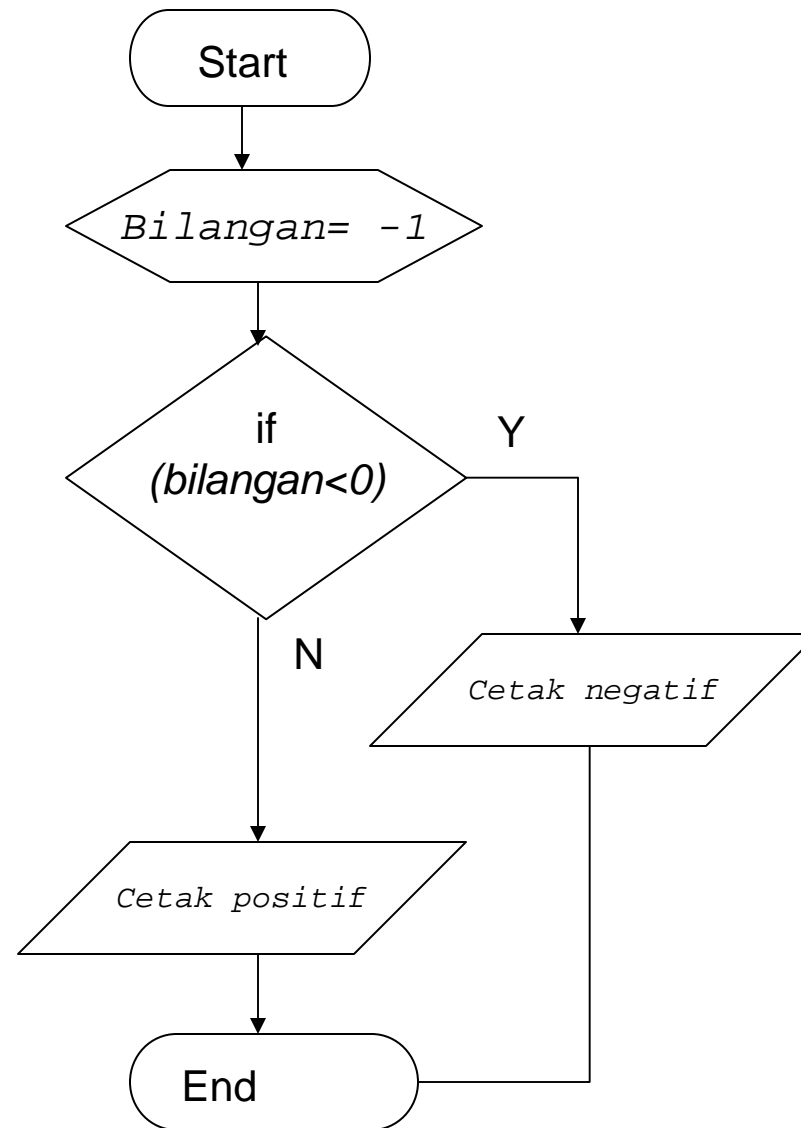 Start
Bilangan= -1
if
(bilangan<0)
Y
N
Cetak negatif
Cetak positif
End